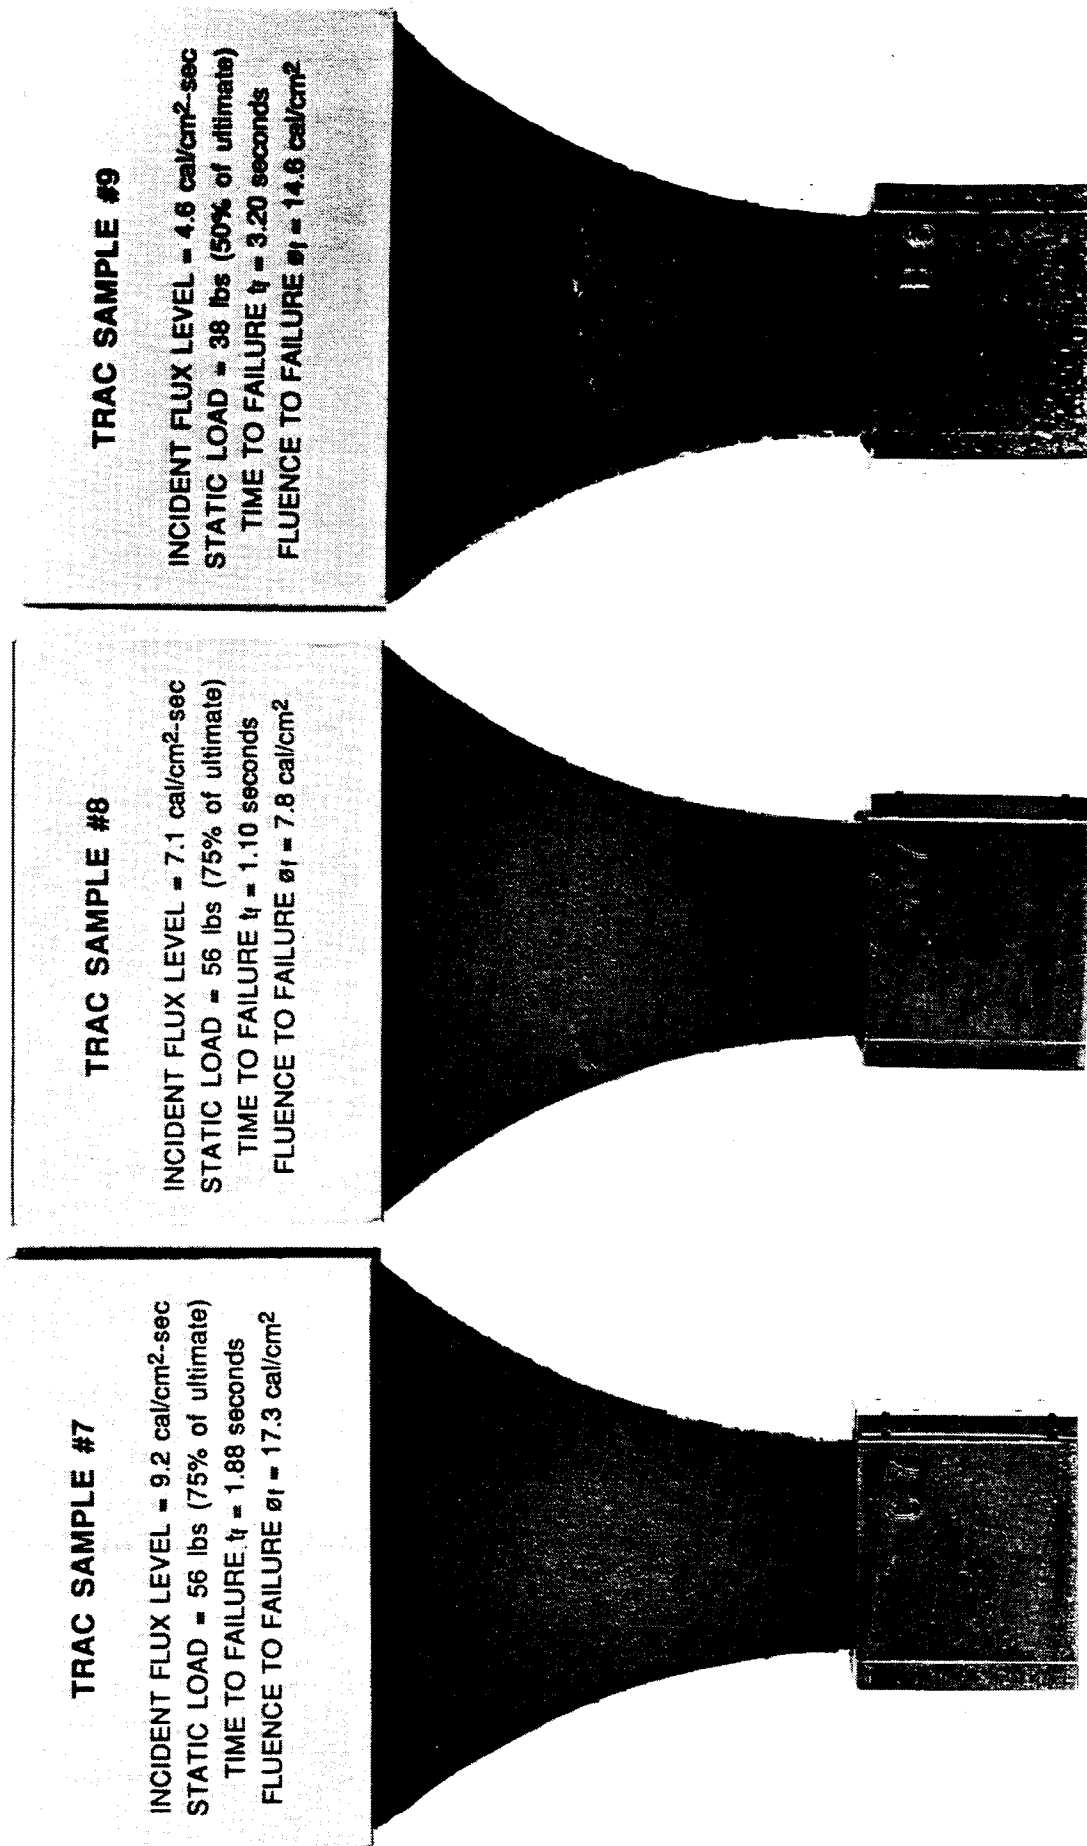 TRAC SAMPLE #7
INCIDENT FLUX LEVEL = 9.2 cal/cm²-sec
STATIC LOAD = 56 lbs (75% of ultimate)
TIME TO FAILURE tf = 1.88 seconds
FLUENCE TO FAILURE øf = 17.3 cal/cm²
TRAC SAMPLE #8
INCIDENT FLUX LEVEL = 7.1 cal/cm²-sec
STATIC LOAD = 56 lbs (75% of ultimate)
TIME TO FAILURE tf = 1.10 seconds
FLUENCE TO FAILURE øf = 7.8 cal/cm²
TRAC SAMPLE #9
INCIDENT FLUX LEVEL = 4.6 cal/cm²-sec
STATIC LOAD = 38 lbs (50% of ultimate)
TIME TO FAILURE tf = 3.20 seconds
FLUENCE TO FAILURE øf = 14.6 cal/cm²